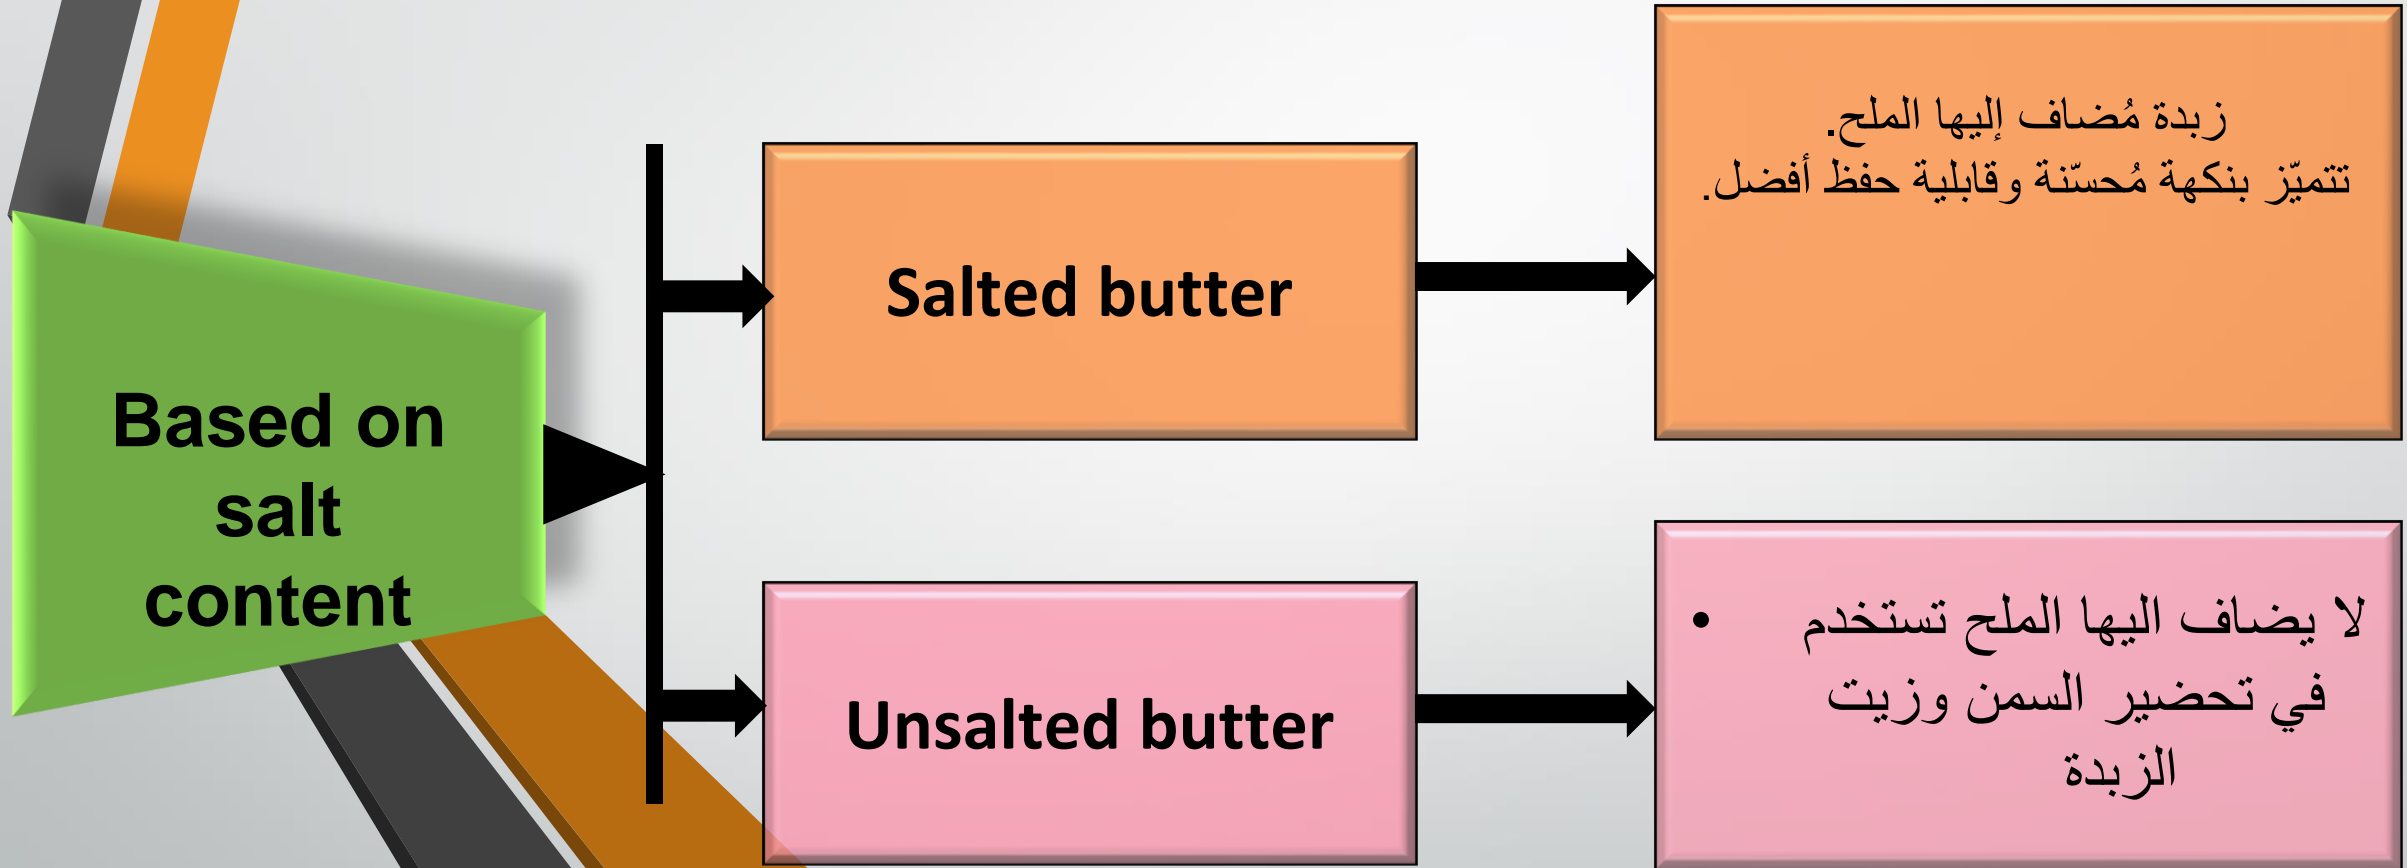 Based on
salt
content
Salted butter
زبدة مُضاف إليها الملح.
تتميّز بنكهة مُحسّنة وقابلية حفظ أفضل.
Unsalted butter
• لا يضاف اليها الملح تستخدم
في تحضير السمن وزيت
الزبدة